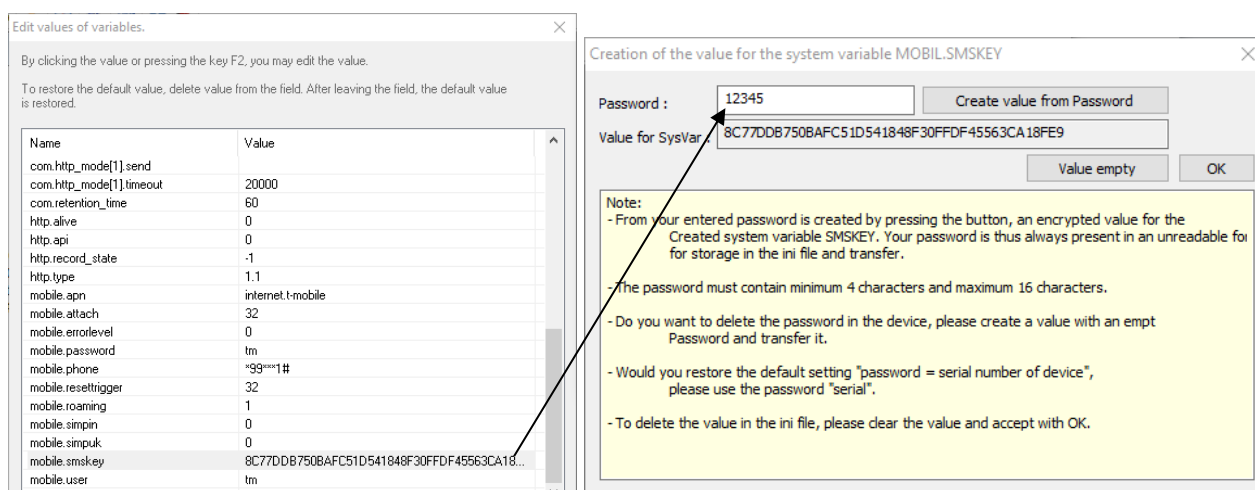 Edit values of variables.
By clicking the value or pressing the key F2, you may edit the value.
To restore the default value, delete value from the field. After leaving the field, the default value
is restored.
Name Value
com.http_mode[1].send
com.http_mode[1].timeout 20000
com.retention_time 60
http.alive 0
http.api 0
http.record_state -1
http.type 1.1
mobile.apn internet.t-mobile
mobile.attach 32
mobile.errorlevel 0
mobile.password tm
mobile.phone *99***1#
mobile.resettrigger 32
mobile.roaming 1
mobile.simpin 0
mobile.simpuk 0
mobile.smskey 8C77DDB750BAFC51D541848F30FFDF45563CA18...
mobile.user tm
Creation of the value for the system variable MOBIL.SMSKEY
Password : 12345 Create value from Password
Value for SysVar : 8C77DDB750BAFC51D541848F30FFDF45563CA18FE9
Value empty OK
Note:
- From your entered password is created by pressing the button, an encrypted value for the
Created system variable SMSKEY. Your password is thus always present in an unreadable for
for storage in the ini file and transfer.
- The password must contain minimum 4 characters and maximum 16 characters.
- Do you want to delete the password in the device, please create a value with an empt
Password and transfer it.
- Would you restore the default setting "password = serial number of device",
please use the password "serial".
- To delete the value in the ini file, please clear the value and accept with OK.